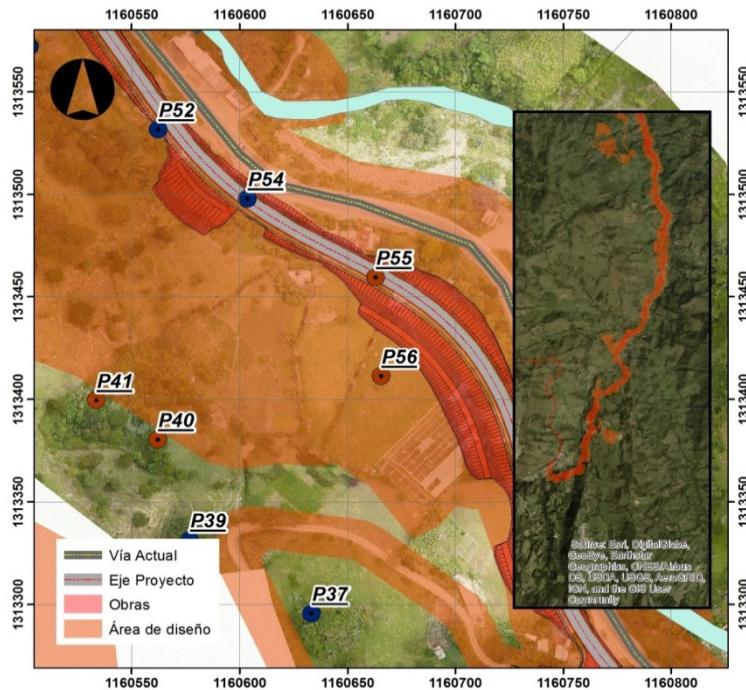 1160550 1160600 1160650 1160700 1160750 1160800
1313550
1313500
1313450
1313400
1313350
1313300
P52
P54
P55
P56
P41
P40
P39
P37
Vía Actual
Eje Proyecto
Obras
Área de diseño
Source: Esri, DigitalGlobe,
GeoEye, Earthstar
Geographics, CNES/Airbus
DS, USDA, USGS, AeroGRID,
IGN, and the GIS User
Community
1313550
1313500
1313450
1313400
1313350
1313300
1160550 1160600 1160650 1160700 1160750 1160800